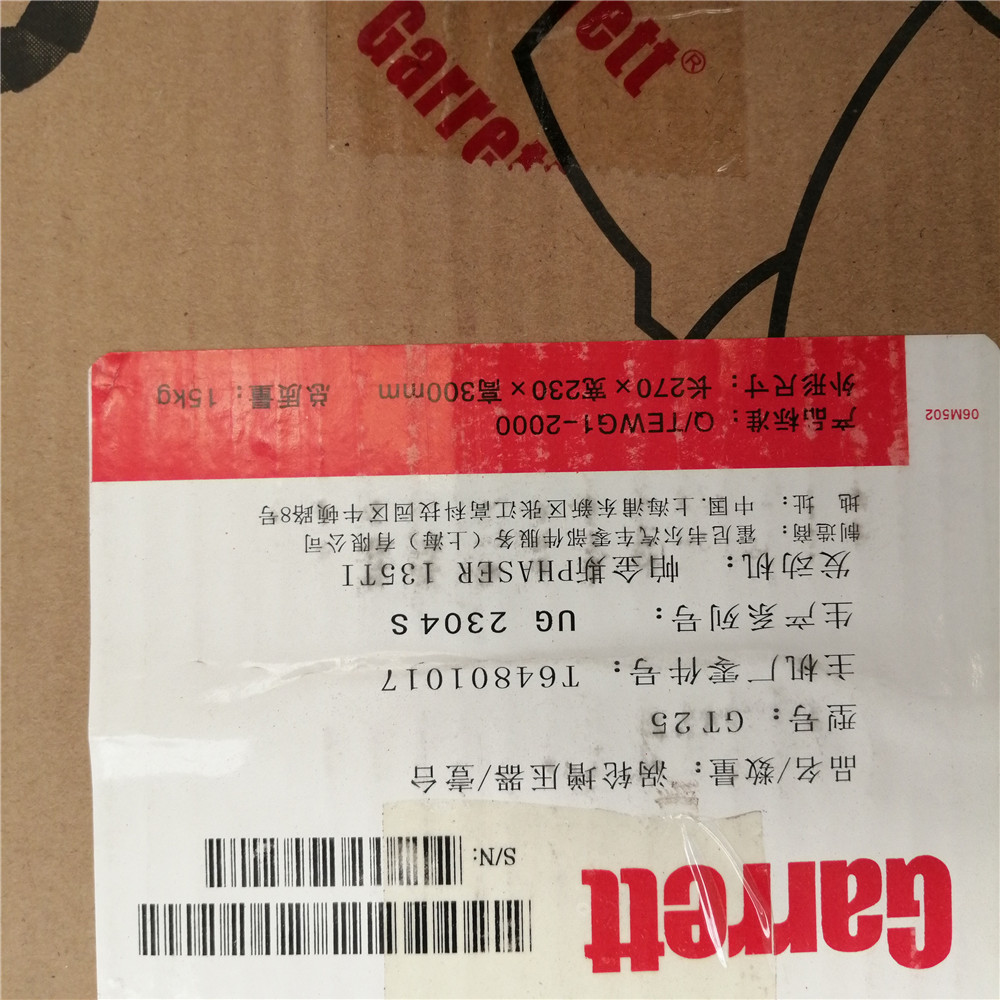 Garrett
S/N:
品名/数量：涡轮增压器/壹台
型号：GT25
主机厂零件号：T64801017
生产系列号：UG 2304S
发动机：帕金斯PHASER 135TI
制造商：霍尼韦尔汽车零部件服务（上海）有限公司
地 址：中国.上海浦东新区张江高科技园区牛顿路8号
产品标准：Q/TEWG1-2000
外形尺寸：长270×宽230×高300mm 总质量：15kg
06M502
Garrett
rett®